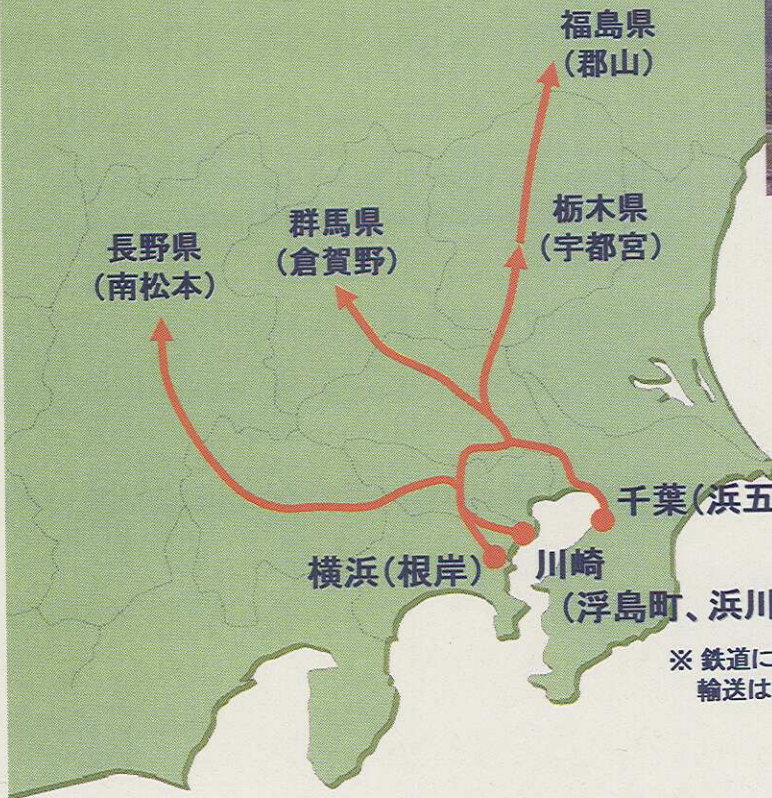 福島県
（郡山）
栃木県
（宇都宮）
群馬県
（倉賀野）
長野県
（南松本）
千葉（浜五
横浜（根岸）
川崎
（浮島町、浜川
※ 鉄道に
輸送は